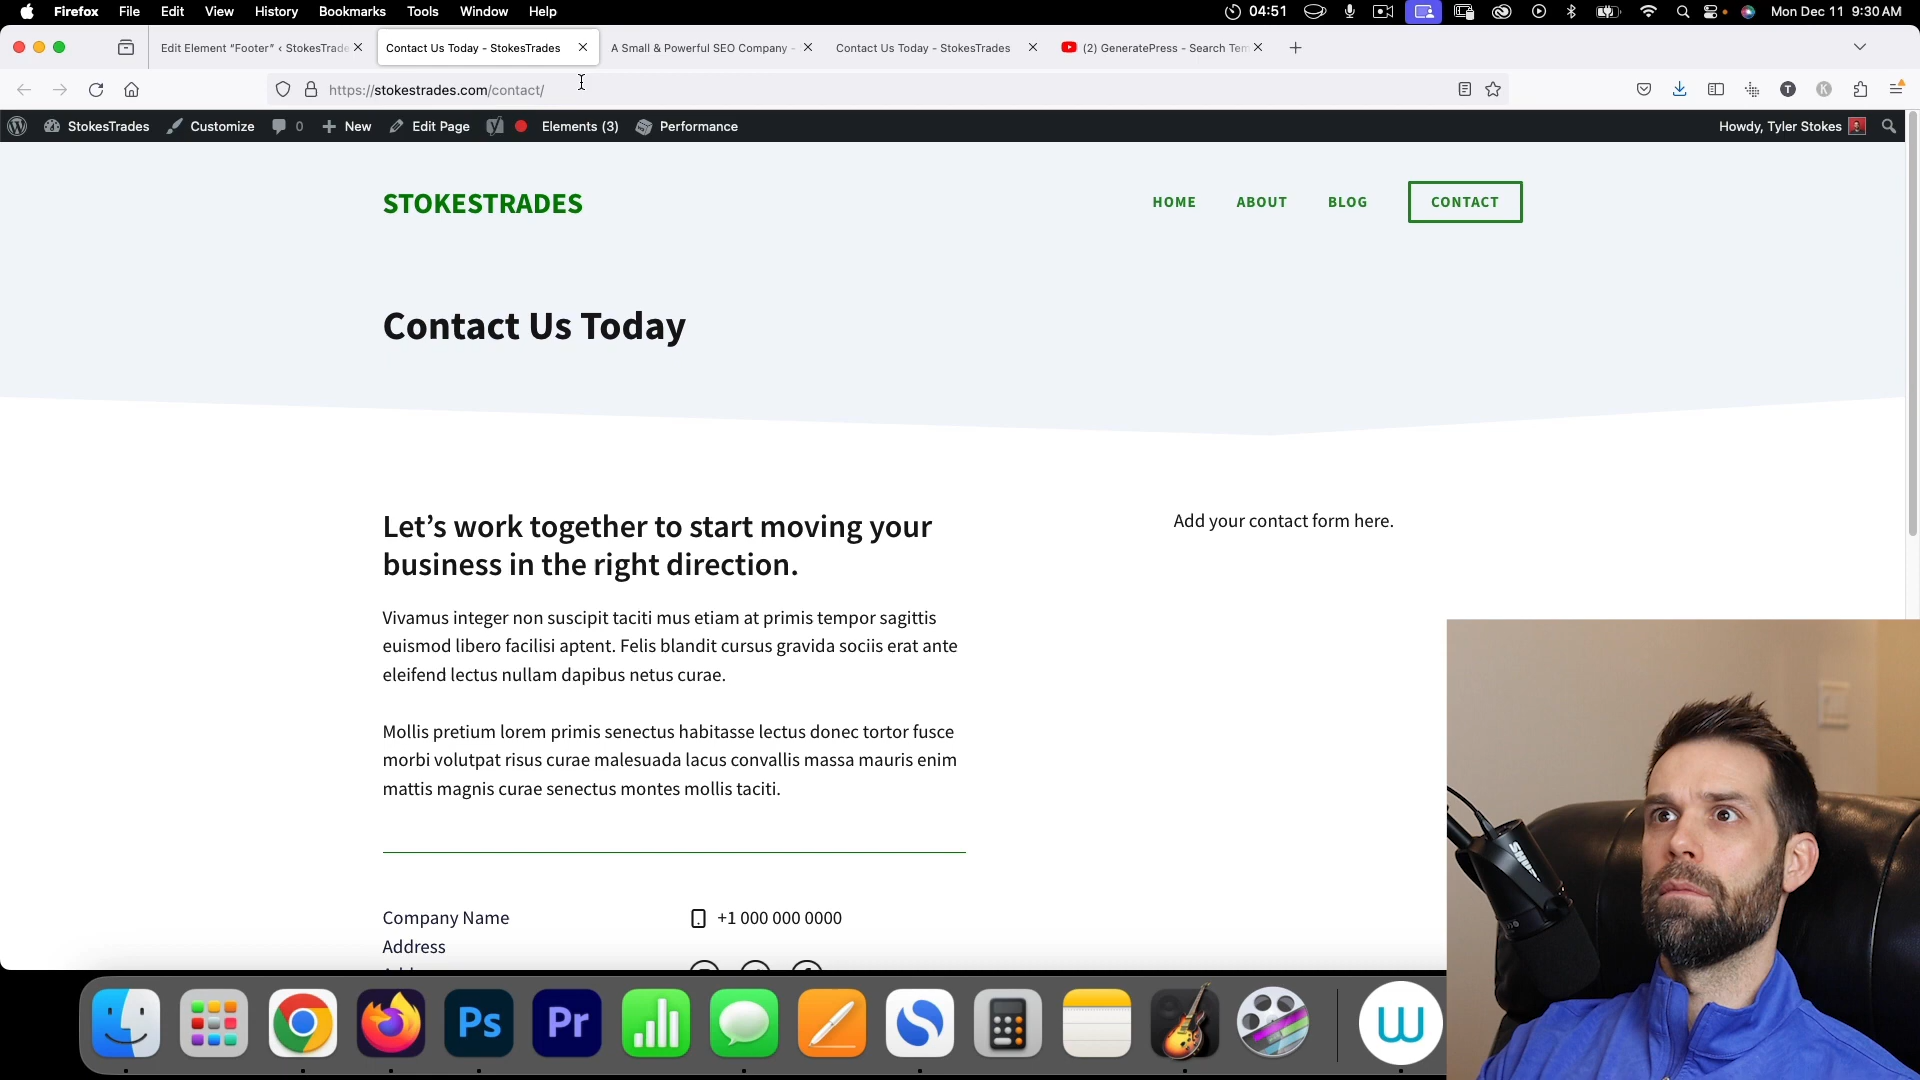 Firefox File Edit View History Bookmarks Tools Window Help 04:51 Mon Dec 11 9:30 AM
Edit Element “Footer” ‹ StokesTrade Contact Us Today - StokesTrades A Small & Powerful SEO Company - Contact Us Today - StokesTrades (2) GeneratePress - Search Tem
https://stokestrades.com/contact/
StokesTrades Customize 0 New Edit Page Elements (3) Performance Howdy, Tyler Stokes
STOKESTRADES HOME ABOUT BLOG CONTACT
Contact Us Today
Let’s work together to start moving your
business in the right direction.
Add your contact form here.
Vivamus integer non suscipit taciti mus etiam at primis tempor sagittis
euismod libero facilisi aptent. Felis blandit cursus gravida sociis erat ante
eleifend lectus nullam dapibus netus curae.
Mollis pretium lorem primis senectus habitasse lectus donec tortor fusce
morbi volutpat risus curae malesuada lacus convallis massa mauris enim
mattis magnis curae senectus montes mollis taciti.
Company Name +1 000 000 0000
Address
SHURE
Ps Pr